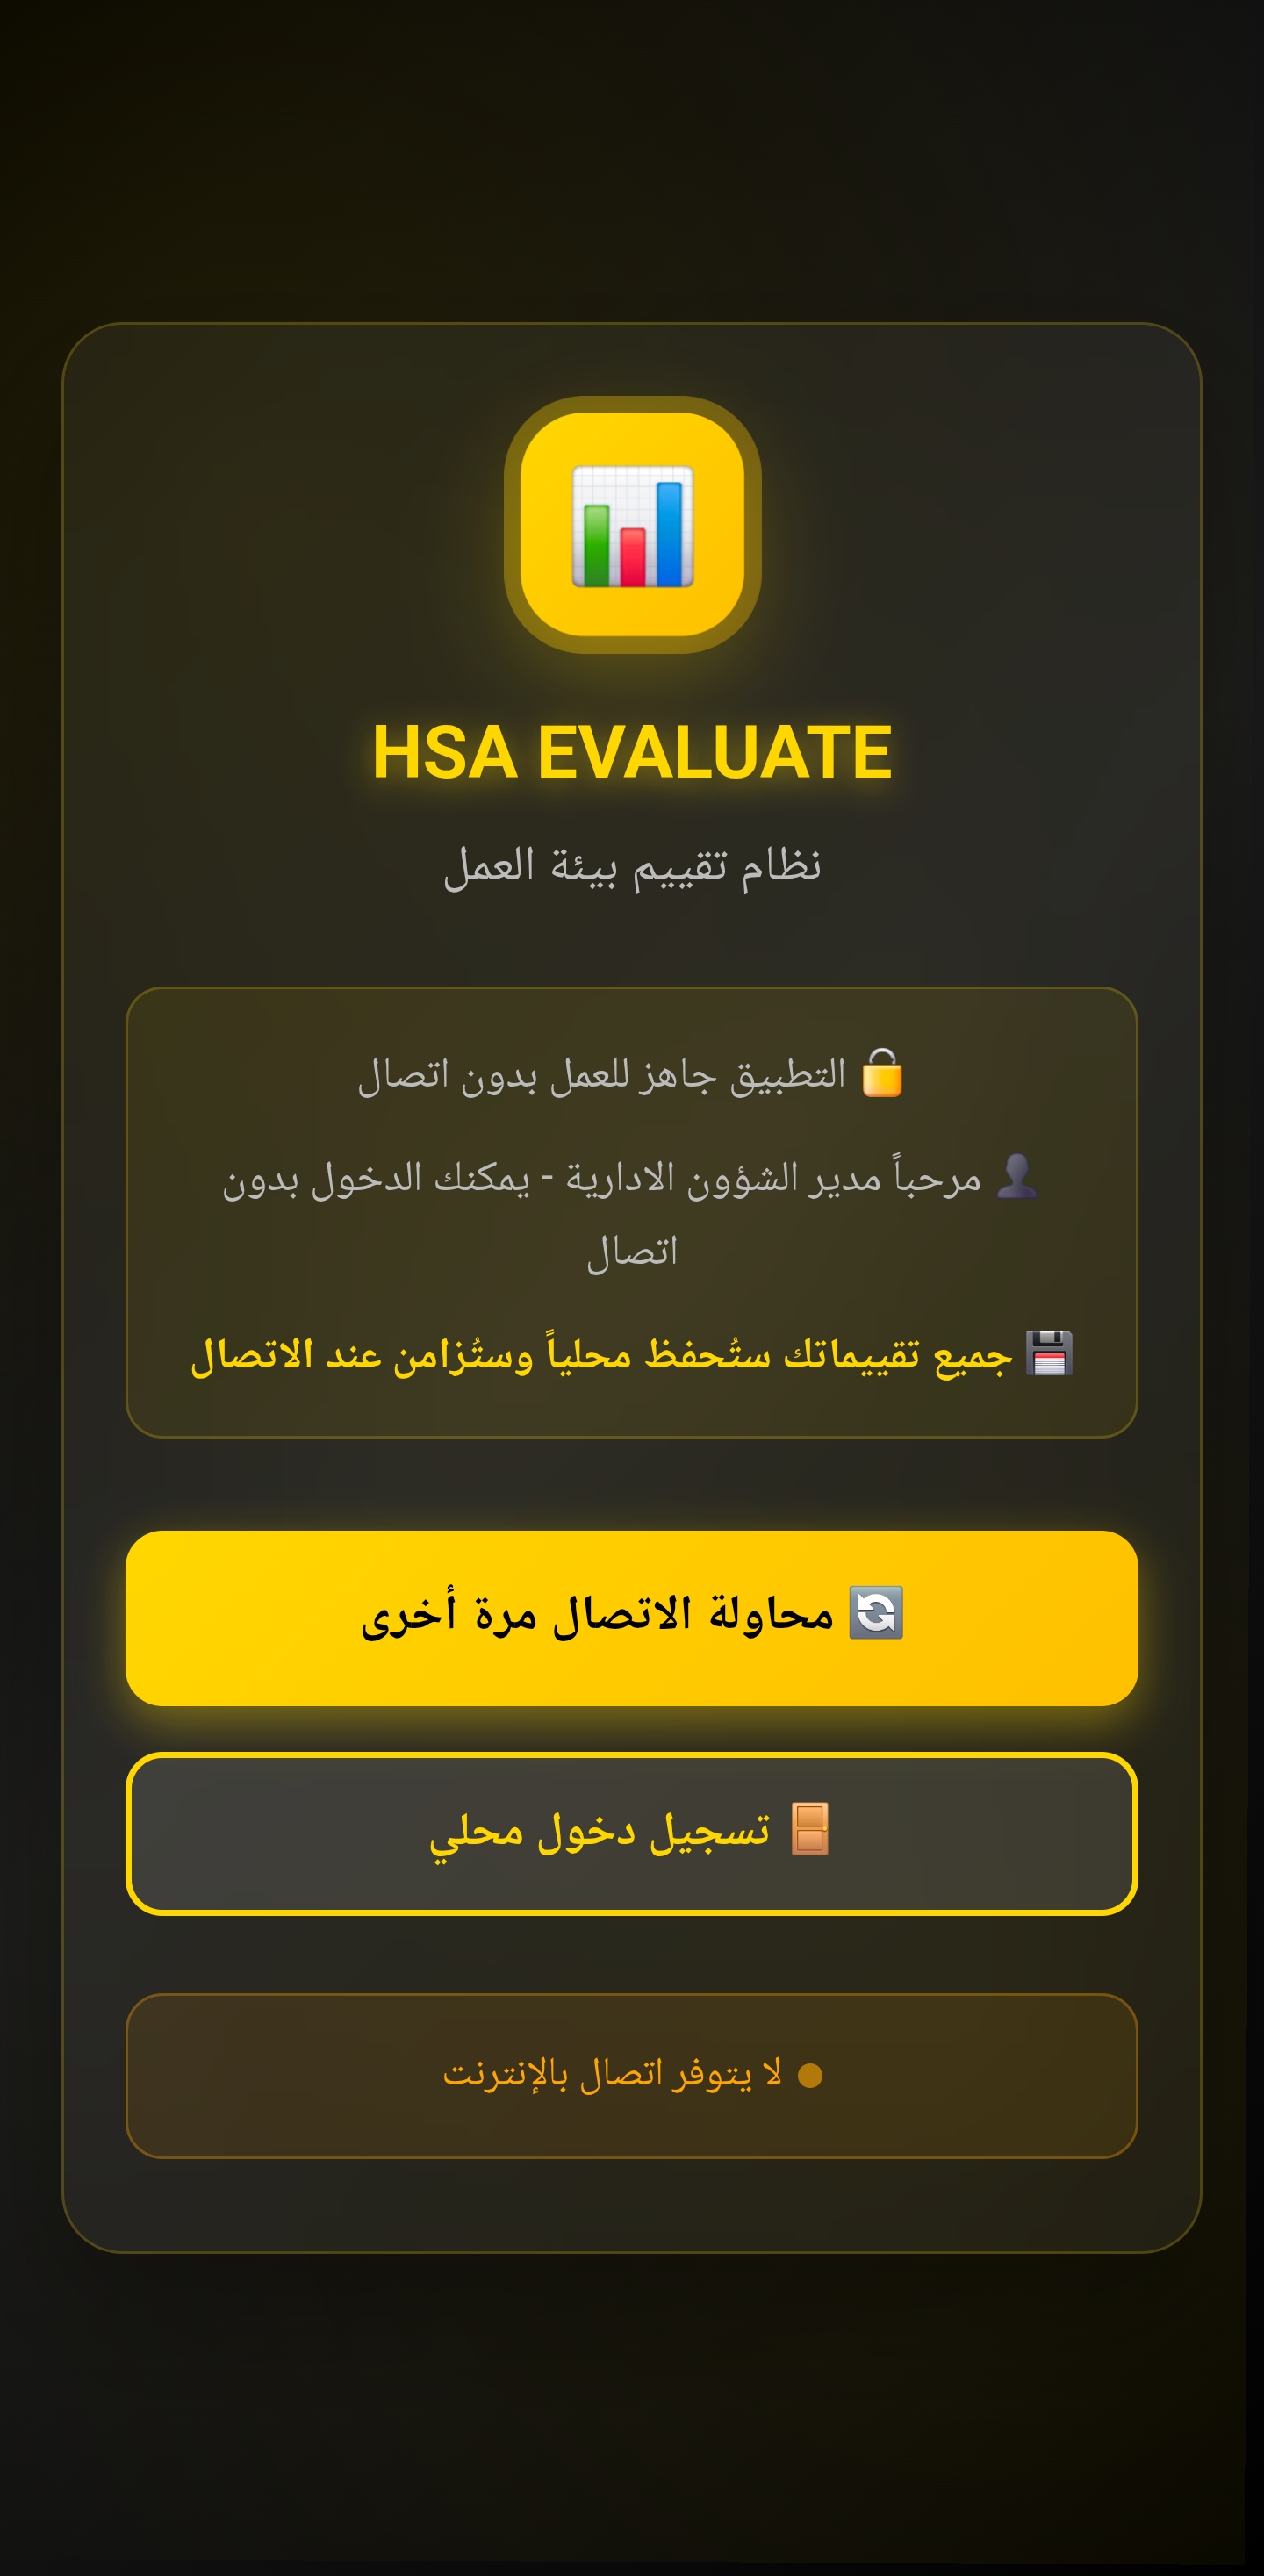 HSA EVALUATE
نظام تقييم بيئة العمل
🔒 التطبيق جاهز للعمل بدون اتصال
👤 مرحباً مدير الشؤون الادارية - يمكنك الدخول بدون
اتصال
💾 جميع تقييماتك ستُحفظ محلياً وستُزامن عند الاتصال
🔄 محاولة الاتصال مرة أخرى
🚪 تسجيل دخول محلي
● لا يتوفر اتصال بالإنترنت